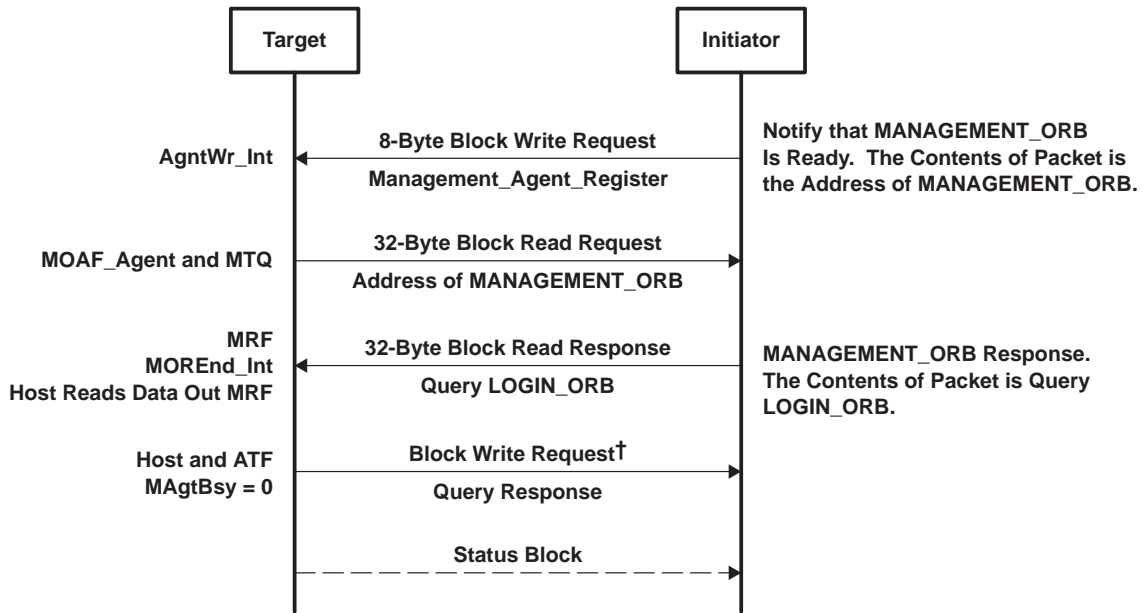 Target
Initiator
AgntWr_Int
8-Byte Block Write Request
Management_Agent_Register
Notify that MANAGEMENT_ORB
Is Ready. The Contents of Packet is
the Address of MANAGEMENT_ORB.
MOAF_Agent and MTQ
32-Byte Block Read Request
Address of MANAGEMENT_ORB
MRF
MOREnd_Int
Host Reads Data Out MRF
32-Byte Block Read Response
Query LOGIN_ORB
MANAGEMENT_ORB Response.
The Contents of Packet is Query
LOGIN_ORB.
Host and ATF
MAgtBsy = 0
Block Write Request†
Query Response
Status Block